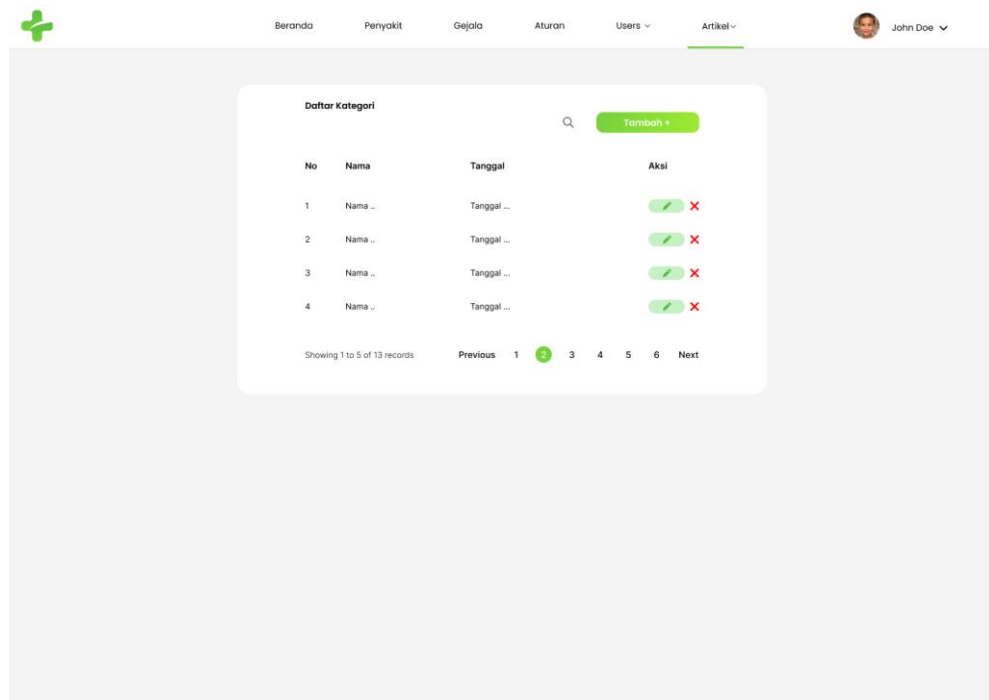 Beranda Penyakit Gejala Aturan Users Artikel John Doe
Daftar Kategori
Tambah +
No Nama Tanggal Aksi
1 Nama .. Tanggal ...
2 Nama .. Tanggal ...
3 Nama .. Tanggal ...
4 Nama .. Tanggal ...
Showing 1 to 5 of 13 records Previous 1 2 3 4 5 6 Next